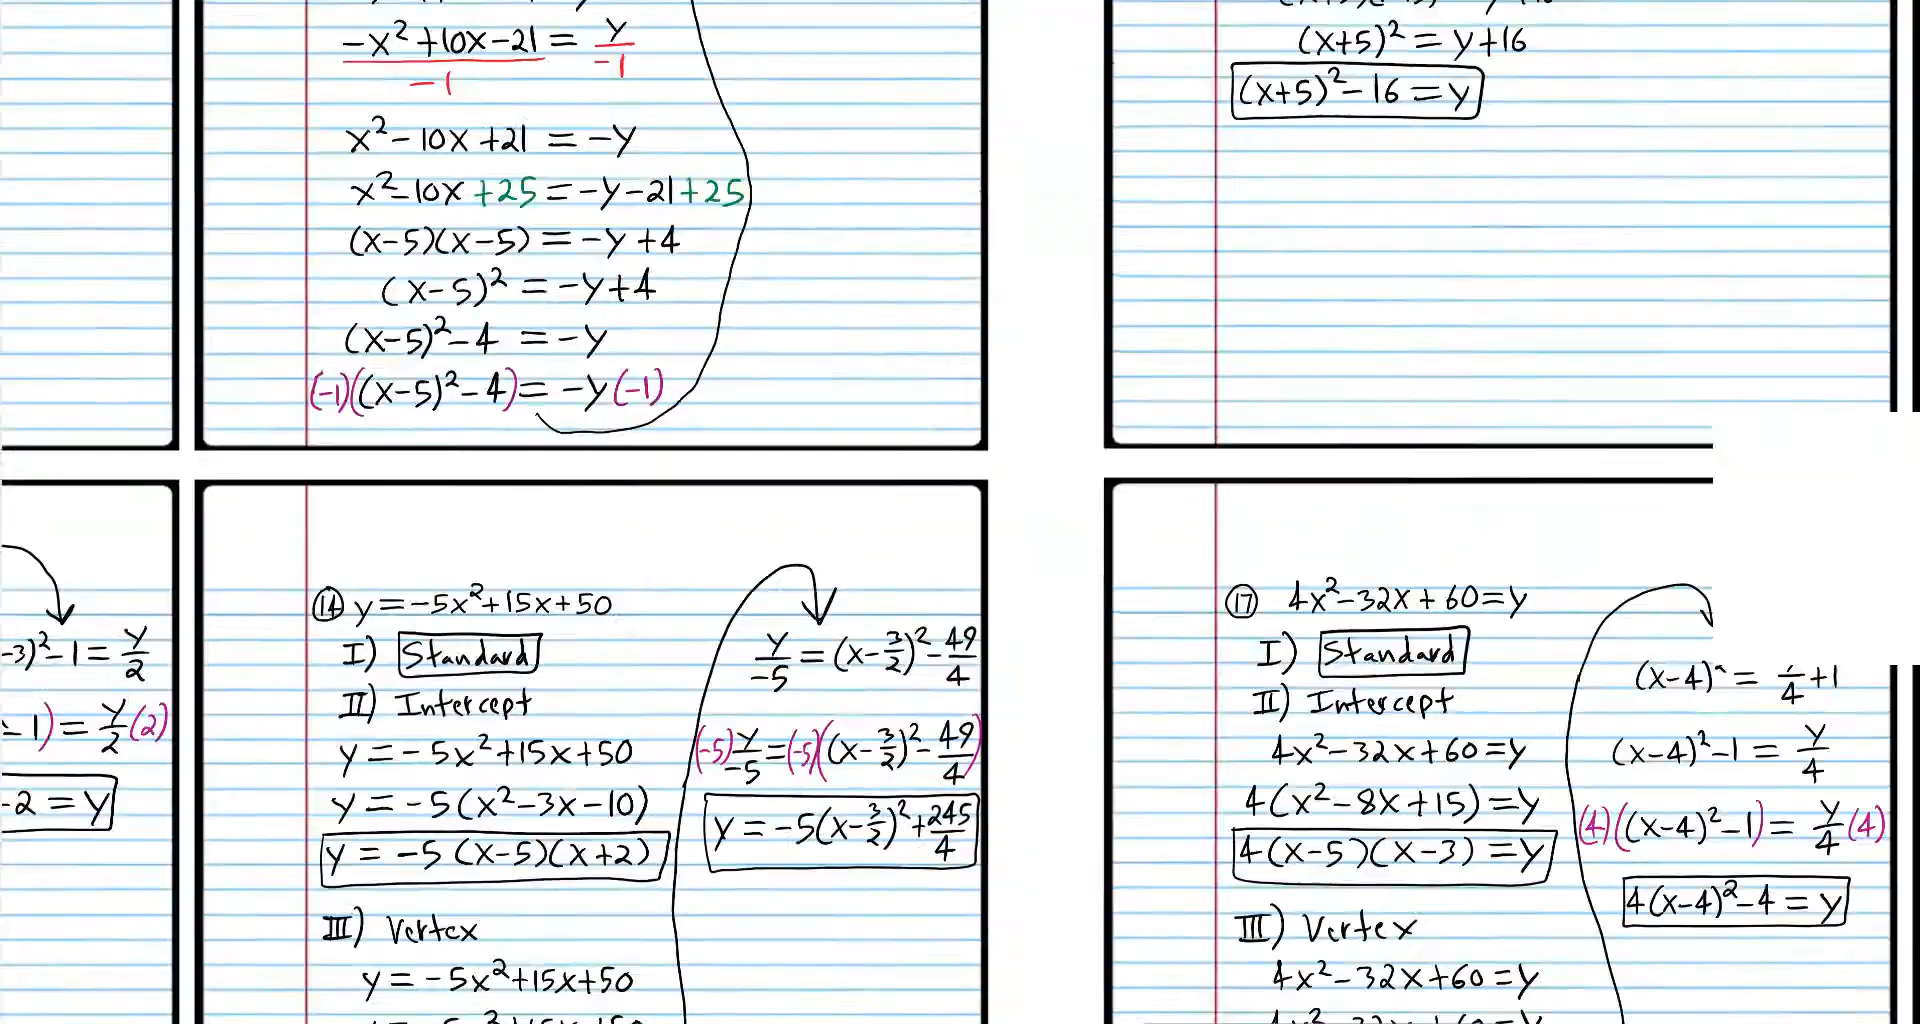 -x²+10x-21 = y
-1 -1
x²-10x+21 = -y
x²-10x+25 = -y-21+25
(x-5)(x-5) = -y+4
(x-5)² = -y+4
(x-5)²-4 = -y
(-1)((x-5)²-4) = -y(-1)
(x+5)² = y+16
(x+5)²-16 = y
-3)²-1 = y/2
-1) = y/2 (2)
-2 = y
⑭ y = -5x²+15x+50
I) Standard
II) Intercept
y = -5x²+15x+50
y = -5(x²-3x-10)
y = -5(x-5)(x+2)
III) Vertex
y = -5x²+15x+50
y/-5 = (x-3/2)²-49/4
(-5)y/-5 = (-5)((x-3/2)²-49/4)
y = -5(x-3/2)²+245/4
⑰ 4x²-32x+60=y
I) Standard
II) Intercept
4x²-32x+60=y
4(x²-8x+15)=y
4(x-5)(x-3)=y
III) Vertex
4x²-32x+60=y
(x-4) = /4+1
(x-4)²-1 = y/4
(4)((x-4)²-1) = y/4 (4)
4(x-4)²-4 = y